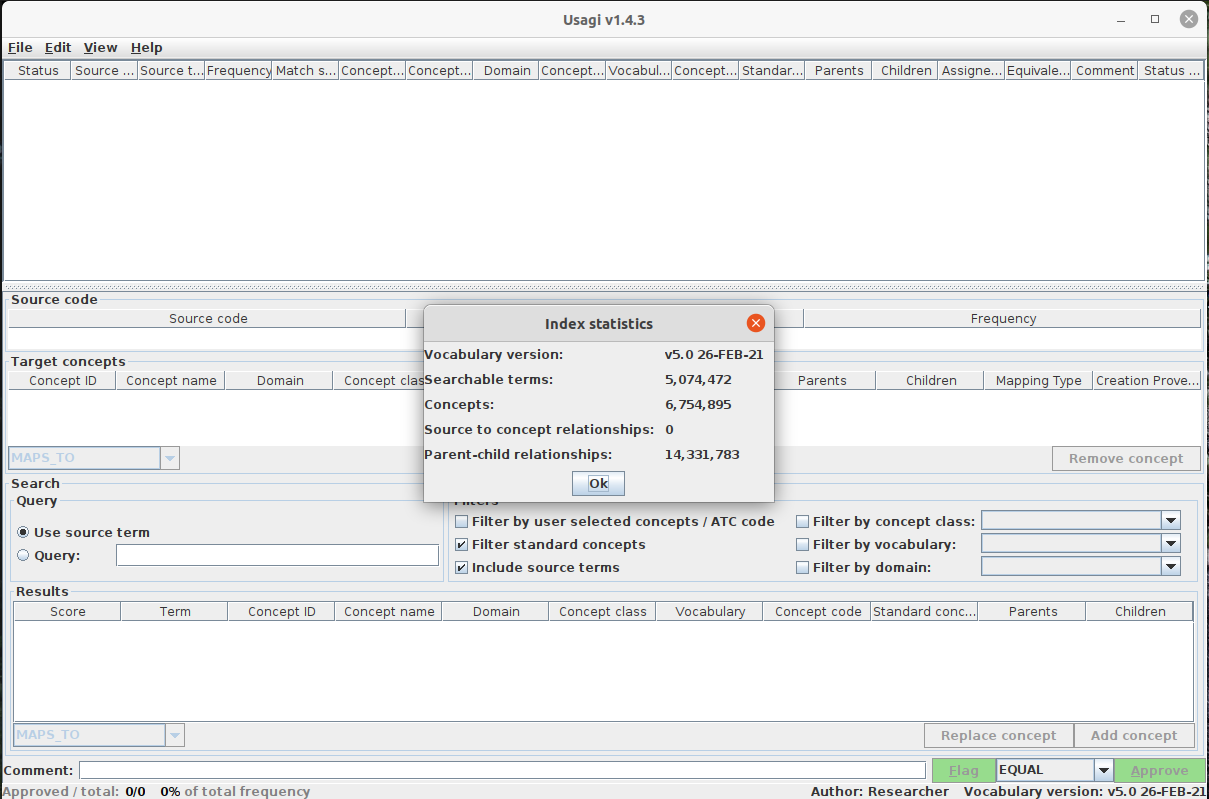 Usagi v1.4.3
File Edit View Help
Status Source ... Source t... Frequency Match s... Concept... Concept... Domain Concept... Vocabul... Concept... Standar... Parents Children Assigne... Equivale... Comment Status ...
Source code
Source code Frequency
Index statistics
Vocabulary version: v5.0 26-FEB-21
Searchable terms: 5,074,472
Concepts: 6,754,895
Source to concept relationships: 0
Parent-child relationships: 14,331,783
Ok
Target concepts
Concept ID Concept name Domain Concept clas Parents Children Mapping Type Creation Prove...
MAPS_TO Remove concept
Search
Query
Use source term
Query:
Filters
Filter by user selected concepts / ATC code Filter by concept class:
Filter standard concepts Filter by vocabulary:
Include source terms Filter by domain:
Results
Score Term Concept ID Concept name Domain Concept class Vocabulary Concept code Standard conc... Parents Children
MAPS_TO Replace concept Add concept
Comment: Flag EQUAL Approve
Approved / total: 0/0 0% of total frequency Author: Researcher Vocabulary version: v5.0 26-FEB-21